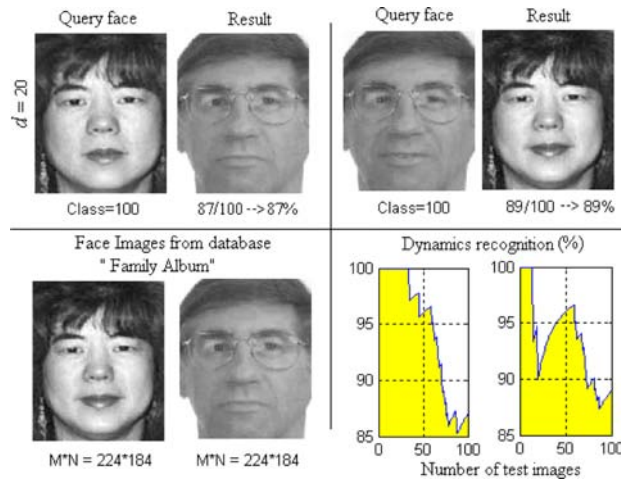 Query face
Result
Query face
Result
d = 20
Class=100
87/100 -->87%
Class=100
89/100 --> 89%
Face Images from database
" Family Album"
M*N = 224*184
M*N = 224*184
Dynamics recognition (%)
100
95
90
85
0
50
100
100
95
90
85
0
50
100
Number of test images